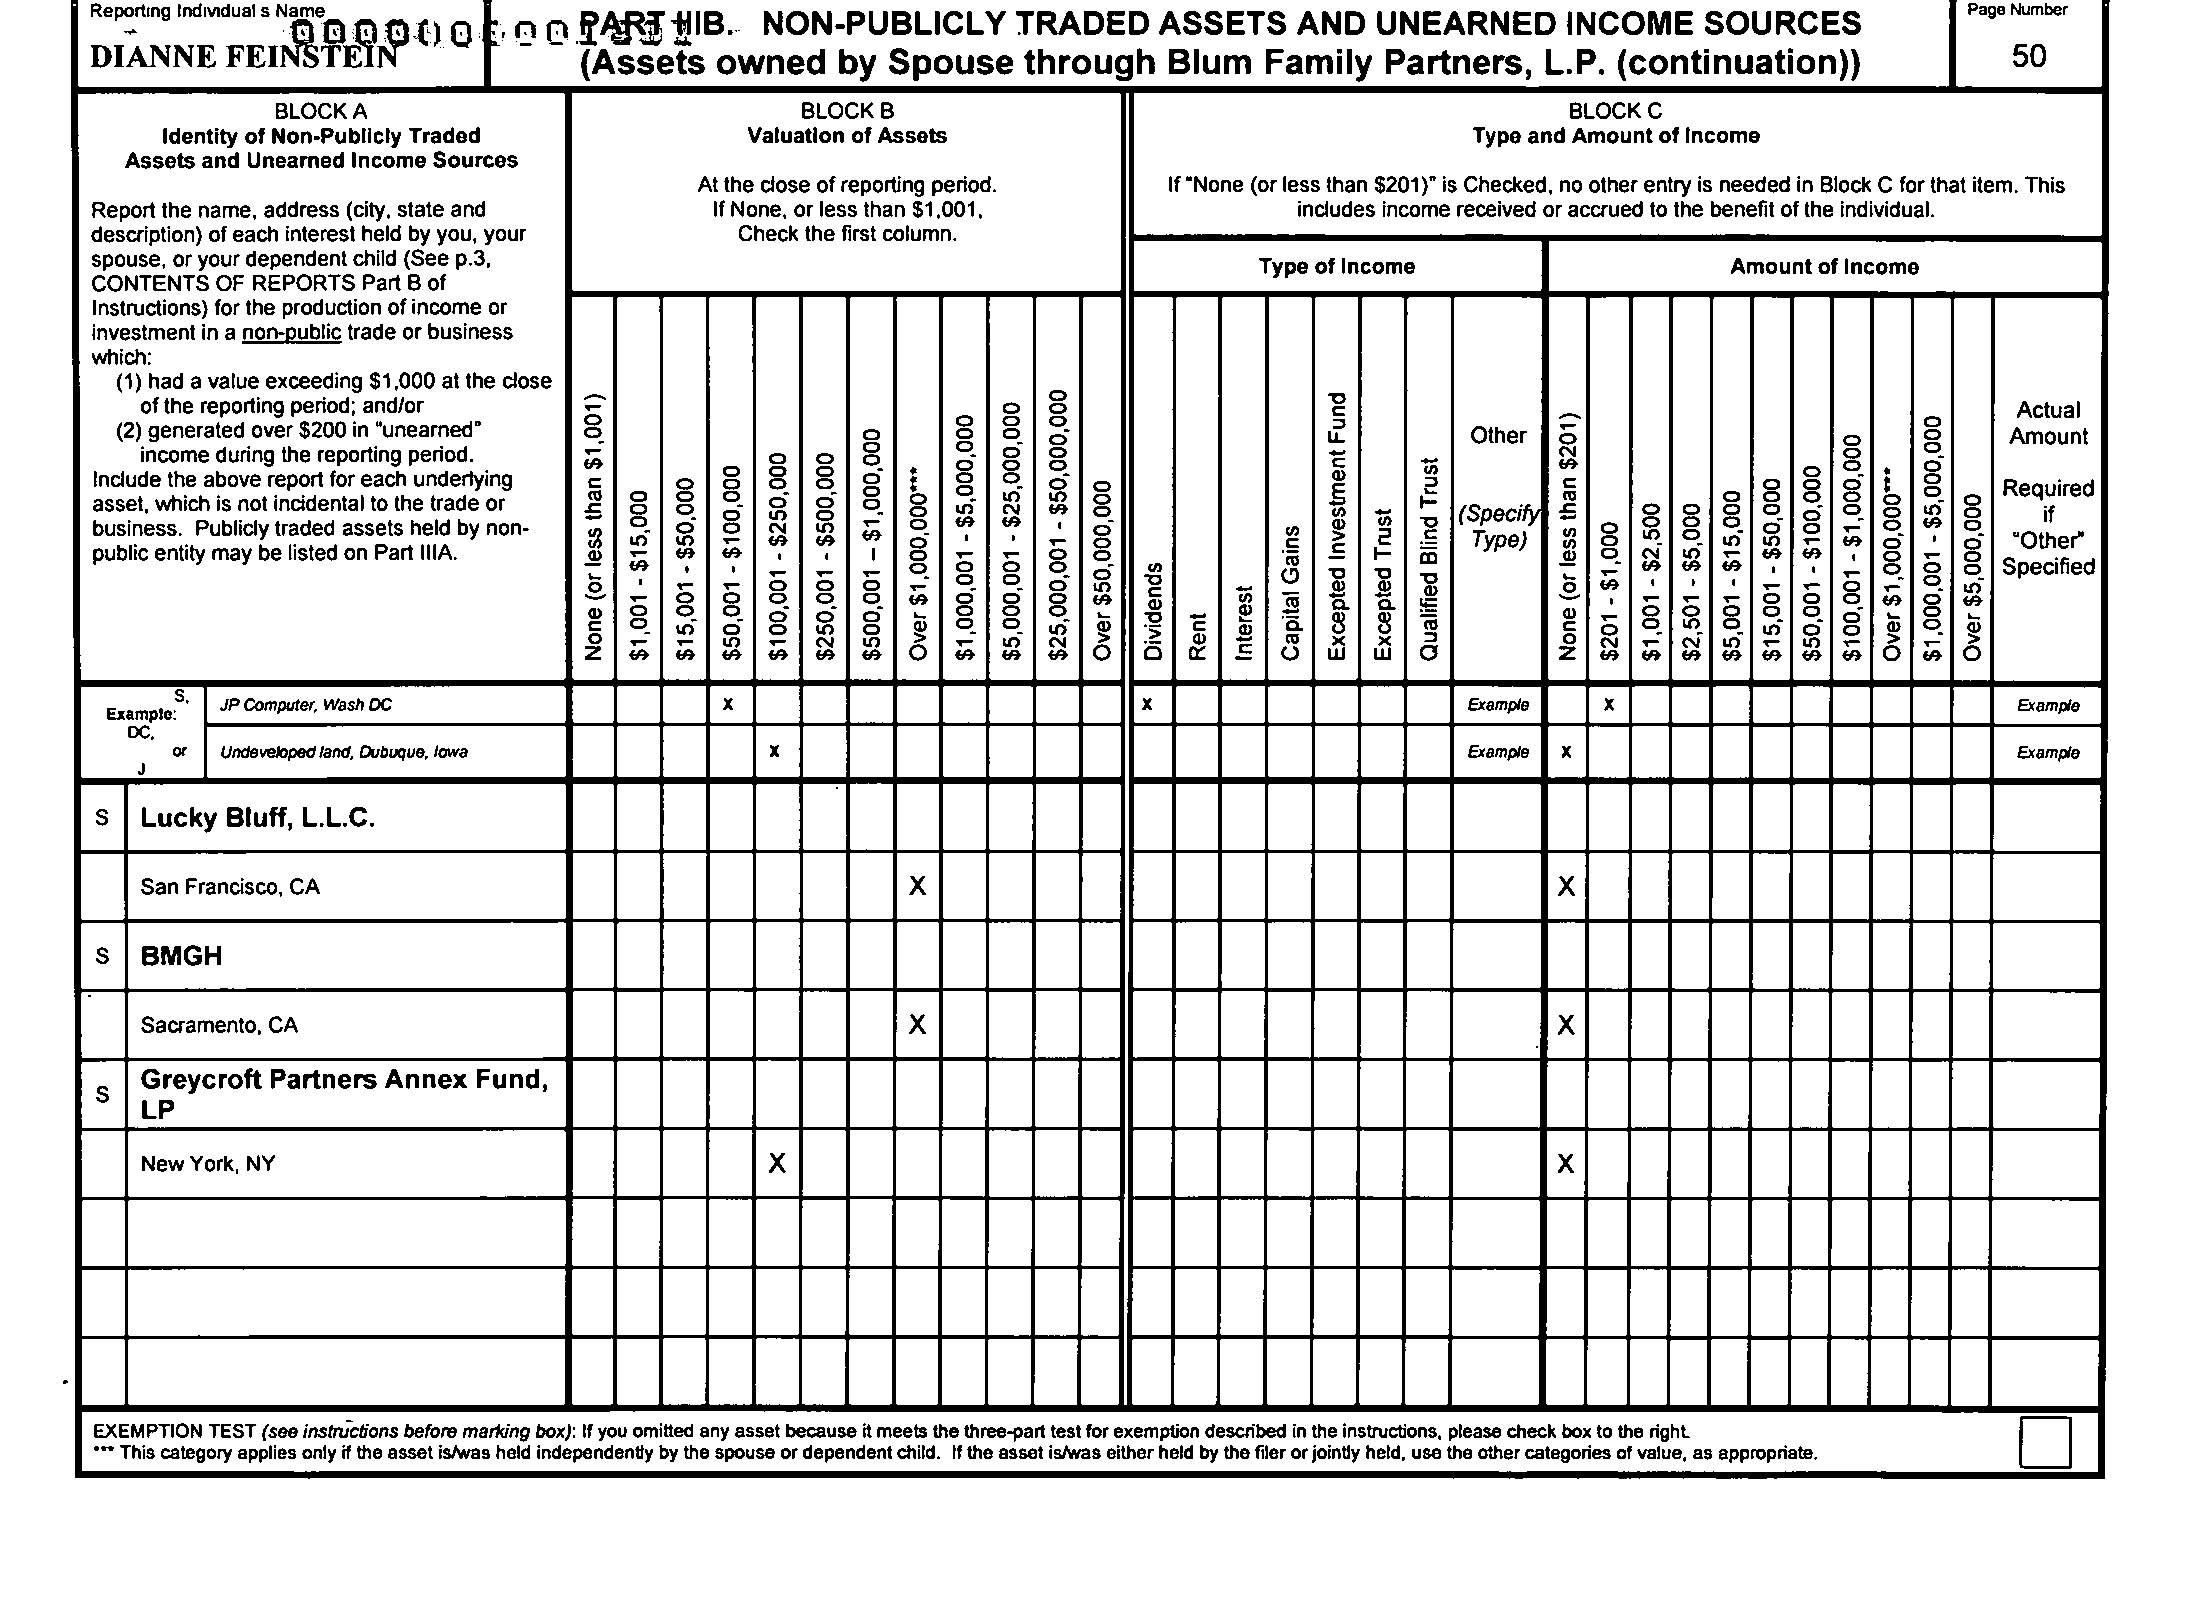 Reporting Individual s Name
DIANNE FEINSTEIN
PART IIIB. NON-PUBLICLY TRADED ASSETS AND UNEARNED INCOME SOURCES
(Assets owned by Spouse through Blum Family Partners, L.P. (continuation))
Page Number
50
BLOCK A
Identity of Non-Publicly Traded
Assets and Unearned Income Sources
Report the name, address (city, state and
description) of each interest held by you, your
spouse, or your dependent child (See p.3,
CONTENTS OF REPORTS Part B of
Instructions) for the production of income or
investment in a non-public trade or business
which:
(1) had a value exceeding $1,000 at the close
of the reporting period; and/or
(2) generated over $200 in "unearned"
income during the reporting period.
Include the above report for each underlying
asset, which is not incidental to the trade or
business. Publicly traded assets held by non-
public entity may be listed on Part IIIA.
BLOCK B
Valuation of Assets
At the close of reporting period.
If None, or less than $1,001,
Check the first column.
None (or less than $1,001)
$1,001 - $15,000
$15,001 - $50,000
$50,001 - $100,000
$100,001 - $250,000
$250,001 - $500,000
$500,001 – $1,000,000
Over $1,000,000***
$1,000,001 - $5,000,000
$5,000,001 - $25,000,000
$25,000,001 - $50,000,000
Over $50,000,000
BLOCK C
Type and Amount of Income
If "None (or less than $201)" is Checked, no other entry is needed in Block C for that item. This
includes income received or accrued to the benefit of the individual.
Type of Income
Dividends
Rent
Interest
Capital Gains
Excepted Investment Fund
Excepted Trust
Qualified Blind Trust
Other
(Specify
Type)
Amount of Income
None (or less than $201)
$201 - $1,000
$1,001 - $2,500
$2,501 - $5,000
$5,001 - $15,000
$15,001 - $50,000
$50,001 - $100,000
$100,001 - $1,000,000
Over $1,000,000***
$1,000,001 - $5,000,000
Over $5,000,000
Actual
Amount
Required
if
"Other"
Specified
S,
Example:
DC,
or
J
JP Computer, Wash DC X X Example X Example
Undeveloped land, Dubuque, Iowa X Example X Example
S Lucky Bluff, L.L.C.
San Francisco, CA X X
S BMGH
Sacramento, CA X X
S Greycroft Partners Annex Fund,
LP
New York, NY X X
EXEMPTION TEST (see instructions before marking box): If you omitted any asset because it meets the three-part test for exemption described in the instructions, please check box to the right.
*** This category applies only if the asset is/was held independently by the spouse or dependent child. If the asset is/was either held by the filer or jointly held, use the other categories of value, as appropriate.